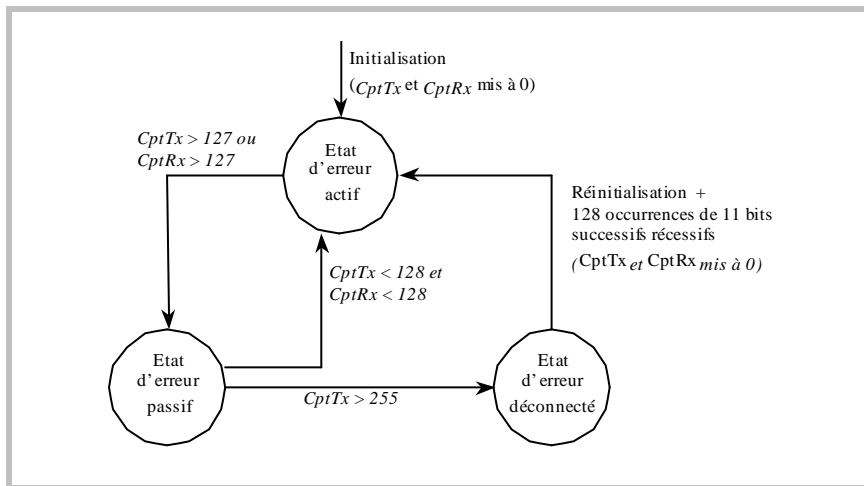 Initialisation
(CptTx et CptRx mis à 0)
CptTx > 127 ou
CptRx > 127
Etat
d'erreur
actif
Réinitialisation +
128 occurrences de 11 bits
successifs récessifs
(CptTx et CptRx mis à 0)
CptTx < 128 et
CptRx < 128
Etat
d'erreur
passif
CptTx > 255
Etat
d'erreur
déconnecté